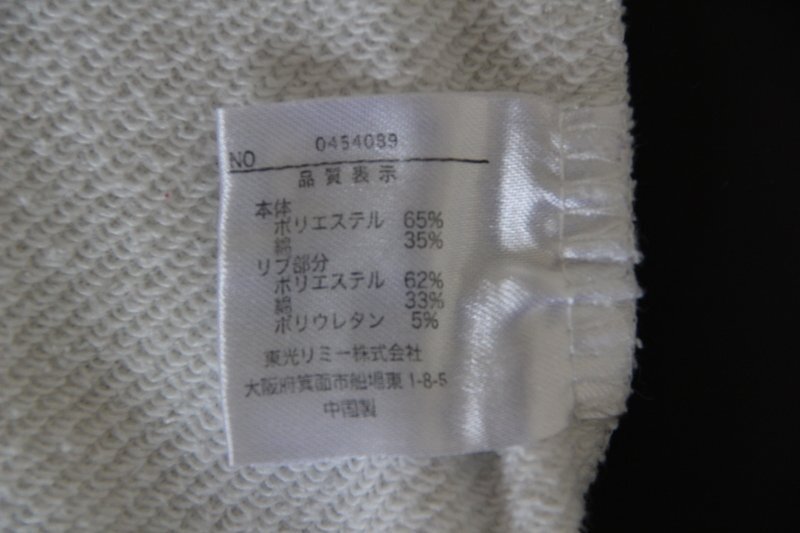 NO 0454089
品質表示
本体
ポリエステル 65%
綿 35%
リブ部分
ポリエステル 62%
綿 33%
ポリウレタン 5%
東光リミー株式会社
大阪府箕面市船場東1-8-5
中国製